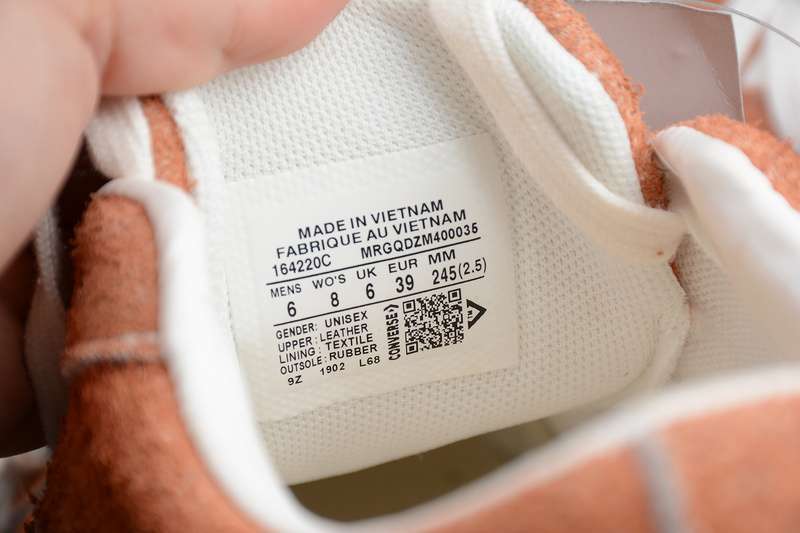 MADE IN VIETNAM
FABRIQUE AU VIETNAM
164220C MRGQDZM400035
MENS WO'S UK EUR MM
6 8 6 39 245(2.5)
GENDER: UNISEX
UPPER: LEATHER
LINING: TEXTILE
OUTSOLE: RUBBER
9Z 1902 L68
CONVERSE
TM